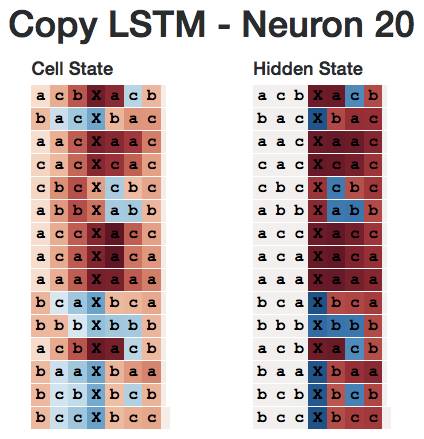 Copy LSTM - Neuron 20
Cell State Hidden State
a c b X a c b a c b X a c b
b a c X b a c b a c X b a c
a a c X a a c a a c X a a c
c a c X c a c c a c X c a c
c b c X c b c c b c X c b c
a b b X a b b a b b X a b b
a c c X a c c a c c X a c c
a c a X a c a a c a X a c a
a a a X a a a a a a X a a a
b c a X b c a b c a X b c a
b b b X b b b b b b X b b b
a c b X a c b a c b X a c b
b a a X b a a b a a X b a a
b c b X b c b b c b X b c b
b c c X b c c b c c X b c c